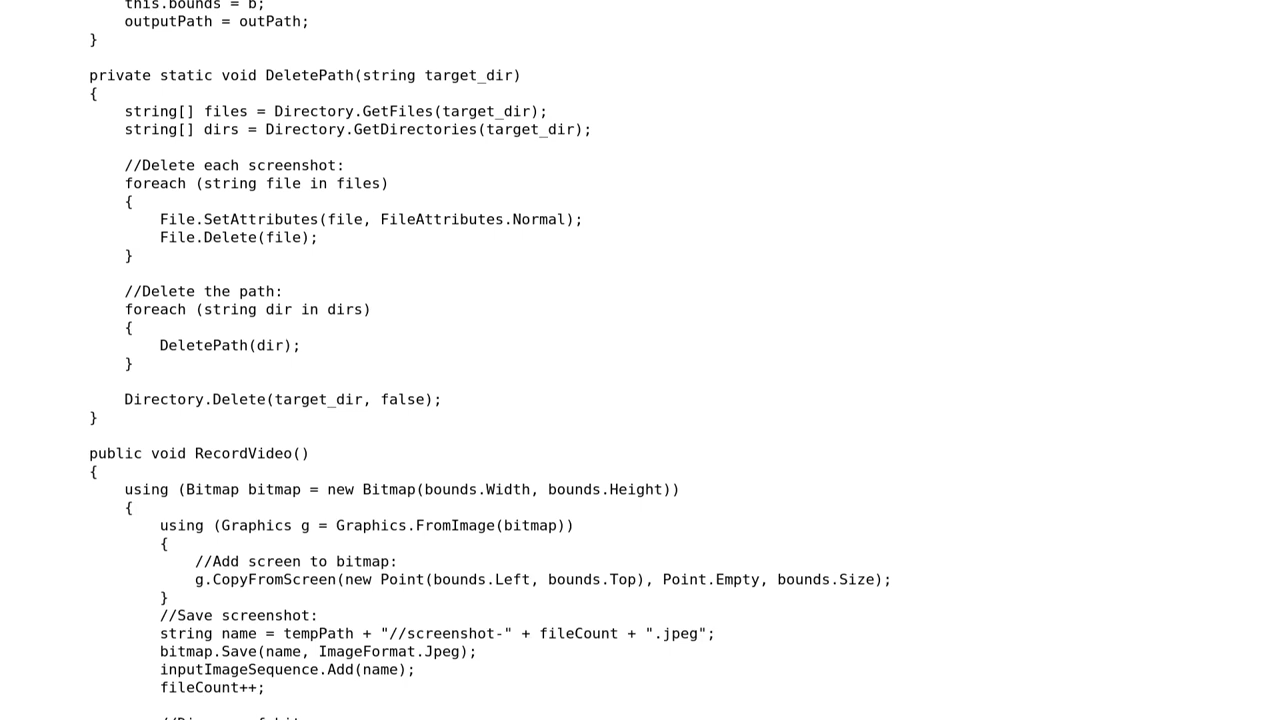 this.bounds = b;
outputPath = outPath;
}
private static void DeletePath(string target_dir)
{
string[] files = Directory.GetFiles(target_dir);
string[] dirs = Directory.GetDirectories(target_dir);
//Delete each screenshot:
foreach (string file in files)
{
File.SetAttributes(file, FileAttributes.Normal);
File.Delete(file);
}
//Delete the path:
foreach (string dir in dirs)
{
DeletePath(dir);
}
Directory.Delete(target_dir, false);
}
public void RecordVideo()
{
using (Bitmap bitmap = new Bitmap(bounds.Width, bounds.Height))
{
using (Graphics g = Graphics.FromImage(bitmap))
{
//Add screen to bitmap:
g.CopyFromScreen(new Point(bounds.Left, bounds.Top), Point.Empty, bounds.Size);
}
//Save screenshot:
string name = tempPath + "//screenshot-" + fileCount + ".jpeg";
bitmap.Save(name, ImageFormat.Jpeg);
inputImageSequence.Add(name);
fileCount++;